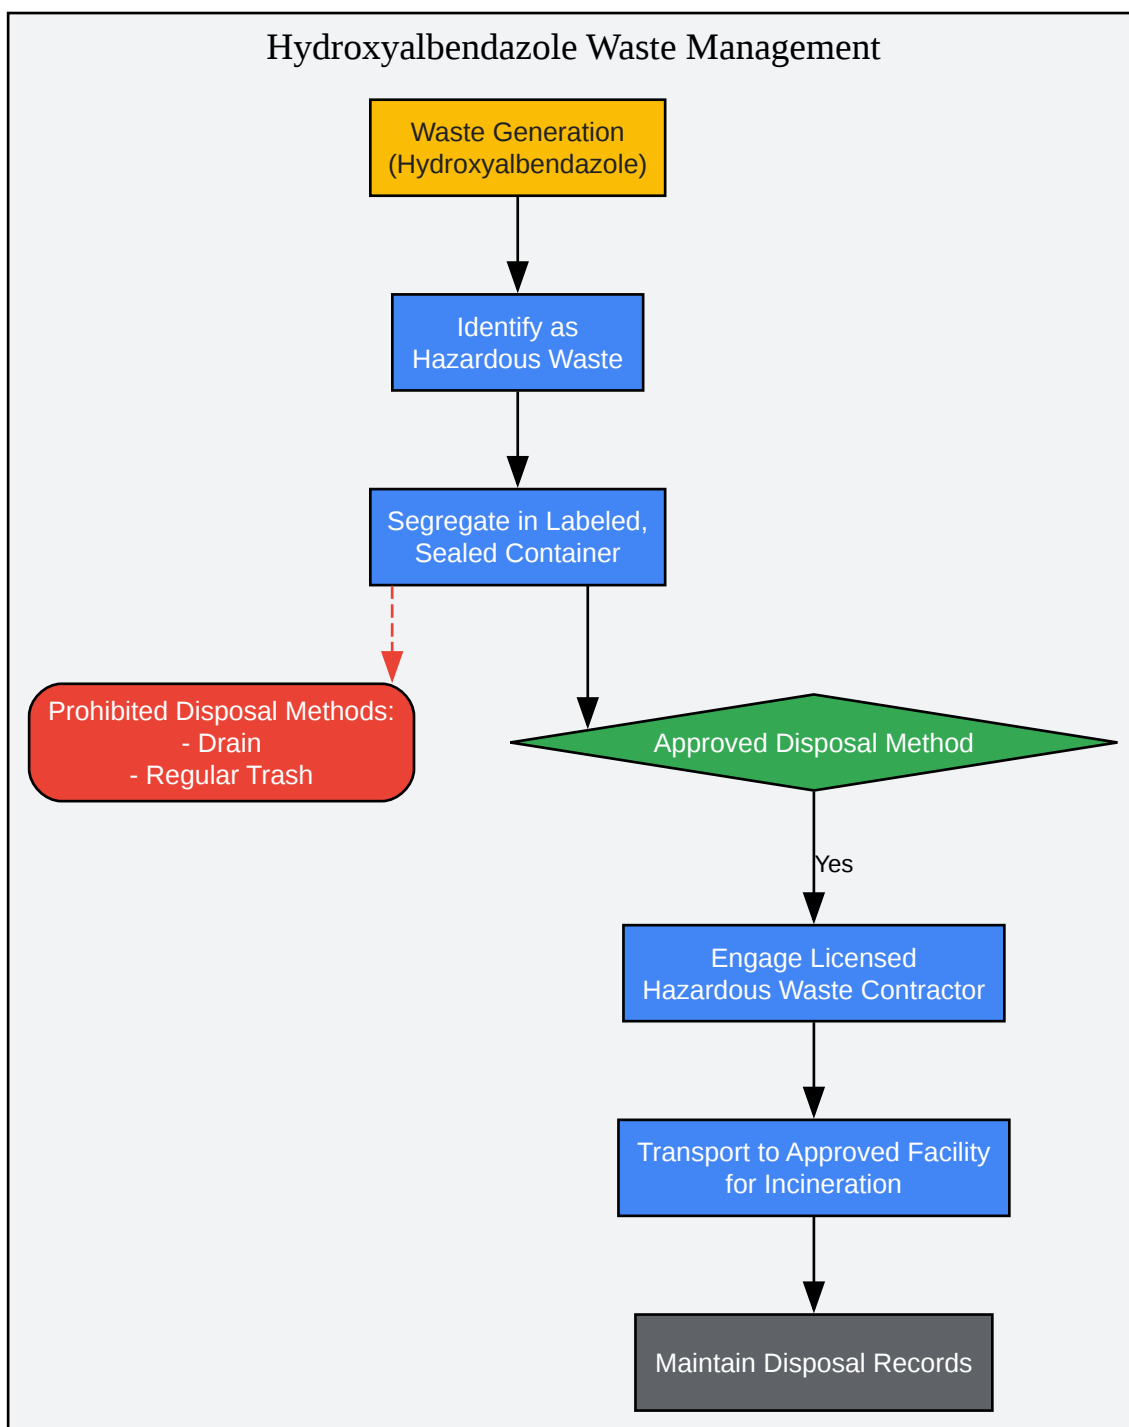 Hydroxyalbendazole Waste Management
Waste Generation
(Hydroxyalbendazole)
Identify as
Hazardous Waste
Segregate in Labeled,
Sealed Container
Prohibited Disposal Methods:
- Drain
- Regular Trash
Approved Disposal Method
Yes
Engage Licensed
Hazardous Waste Contractor
Transport to Approved Facility
for Incineration
Maintain Disposal Records